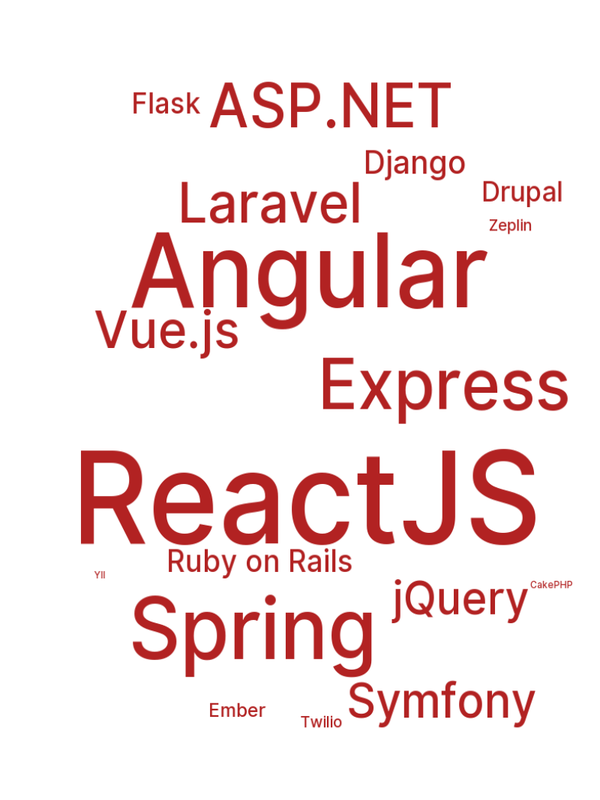 Flask ASP.NET
Django
Drupal
Laravel
Zeplin
Angular
Vue.js
Express
ReactJS
Ruby on Rails
YII
CakePHP
jQuery
Spring
Symfony
Ember
Twilio